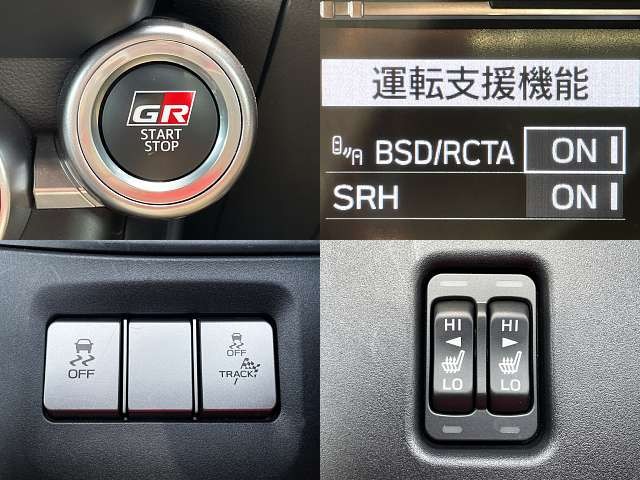 GR
START
STOP
運転支援機能
BSD/RCTA ON
SRH ON
OFF
OFF
TRACK
HI HI
LO LO